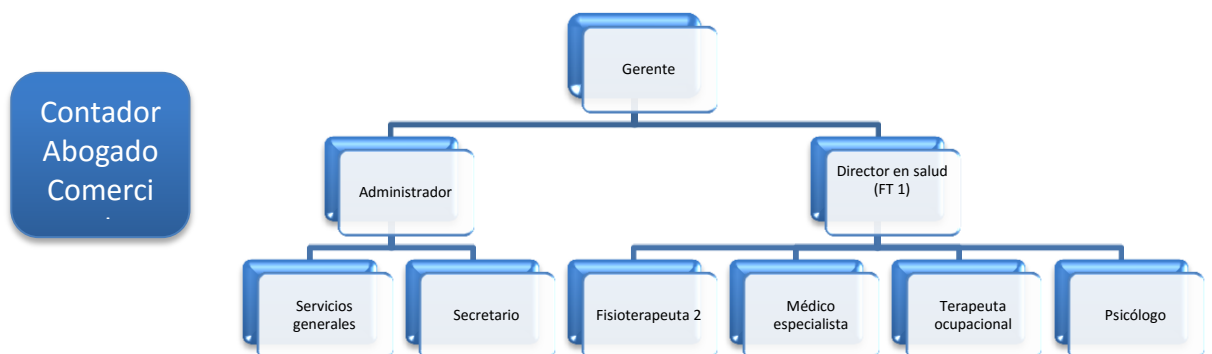 Gerente
Contador
Abogado
Comerci
Administrador
Director en salud
(FT 1)
Servicios
generales
Secretario
Fisioterapeuta 2
Médico
especialista
Terapeuta
ocupacional
Psicólogo